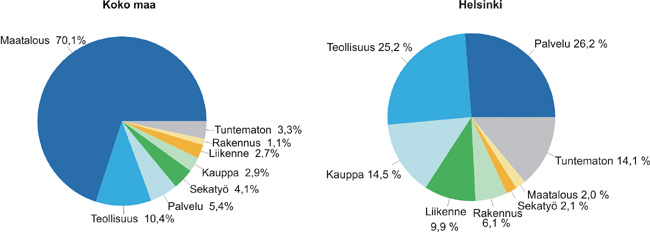 Koko maa
Maatalous 70,1%
Tuntematon 3,3%
Rakennus 1,1%
Liikenne 2,7%
Kauppa 2,9%
Sekatyö 4,1%
Palvelu 5,4%
Teollisuus 10,4%
Helsinki
Teollisuus 25,2 %
Palvelu 26,2 %
Tuntematon 14,1 %
Maatalous 2,0 %
Sekatyö 2,1 %
Rakennus
6,1 %
Liikenne
9,9 %
Kauppa 14,5 %